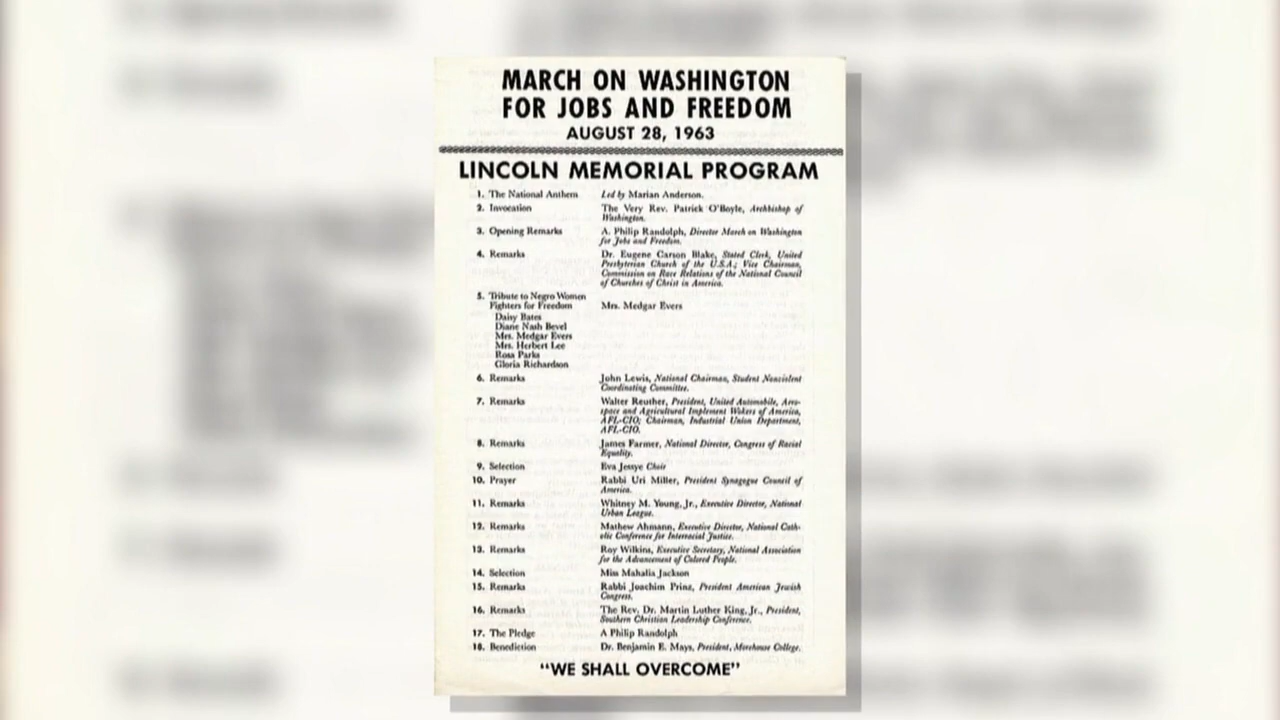 MARCH ON WASHINGTON
FOR JOBS AND FREEDOM
AUGUST 28, 1963
LINCOLN MEMORIAL PROGRAM
1. The National Anthem Led by Marian Anderson.
2. Invocation The Very Rev. Patrick O'Boyle, Archbishop of
Washington.
3. Opening Remarks A. Philip Randolph, Director March on Washington
for Jobs and Freedom.
4. Remarks Dr. Eugene Carson Blake, Stated Clerk, United
Presbyterian Church of the U.S.A.; Vice Chairman,
Commission on Race Relations of the National Council
of Churches of Christ in America.
5. Tribute to Negro Women
Fighters for Freedom Mrs. Medgar Evers
Daisy Bates
Diane Nash Bevel
Mrs. Medgar Evers
Mrs. Herbert Lee
Rosa Parks
Gloria Richardson
6. Remarks John Lewis, National Chairman, Student Nonviolent
Coordinating Committee.
7. Remarks Walter Reuther, President, United Automobile, Aero-
space and Agricultural Implement Wokers of America,
AFL-CIO; Chairman, Industrial Union Department,
AFL-CIO.
8. Remarks James Farmer, National Director, Congress of Racial
Equality.
9. Selection Eva Jessye Choir
10. Prayer Rabbi Uri Miller, President Synagogue Council of
America.
11. Remarks Whitney M. Young, Jr., Executive Director, National
Urban League.
12. Remarks Mathew Ahmann, Executive Director, National Cath-
olic Conference for Interracial Justice.
13. Remarks Roy Wilkins, Executive Secretary, National Association
for the Advancement of Colored People.
14. Selection Miss Mahalia Jackson
15. Remarks Rabbi Joachim Prinz, President American Jewish
Congress.
16. Remarks The Rev. Dr. Martin Luther King, Jr., President,
Southern Christian Leadership Conference.
17. The Pledge A Philip Randolph
18. Benediction Dr. Benjamin E. Mays, President, Morehouse College.
"WE SHALL OVERCOME"